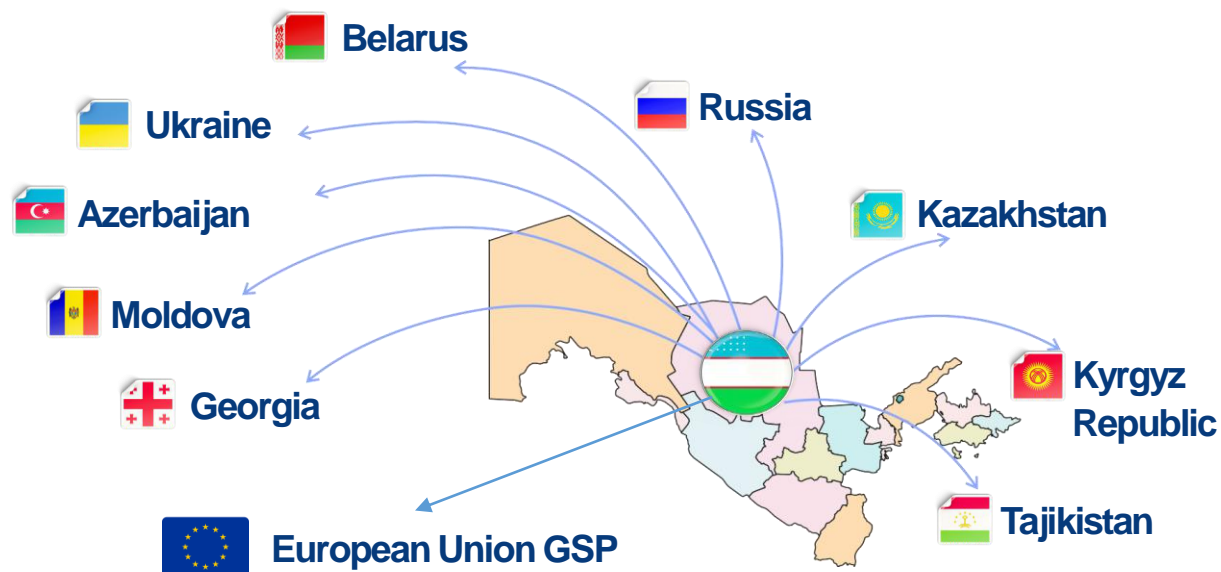 Belarus
Russia
Ukraine
Azerbaijan
Kazakhstan
Moldova
Georgia
Kyrgyz
Republic
Tajikistan
European Union GSP